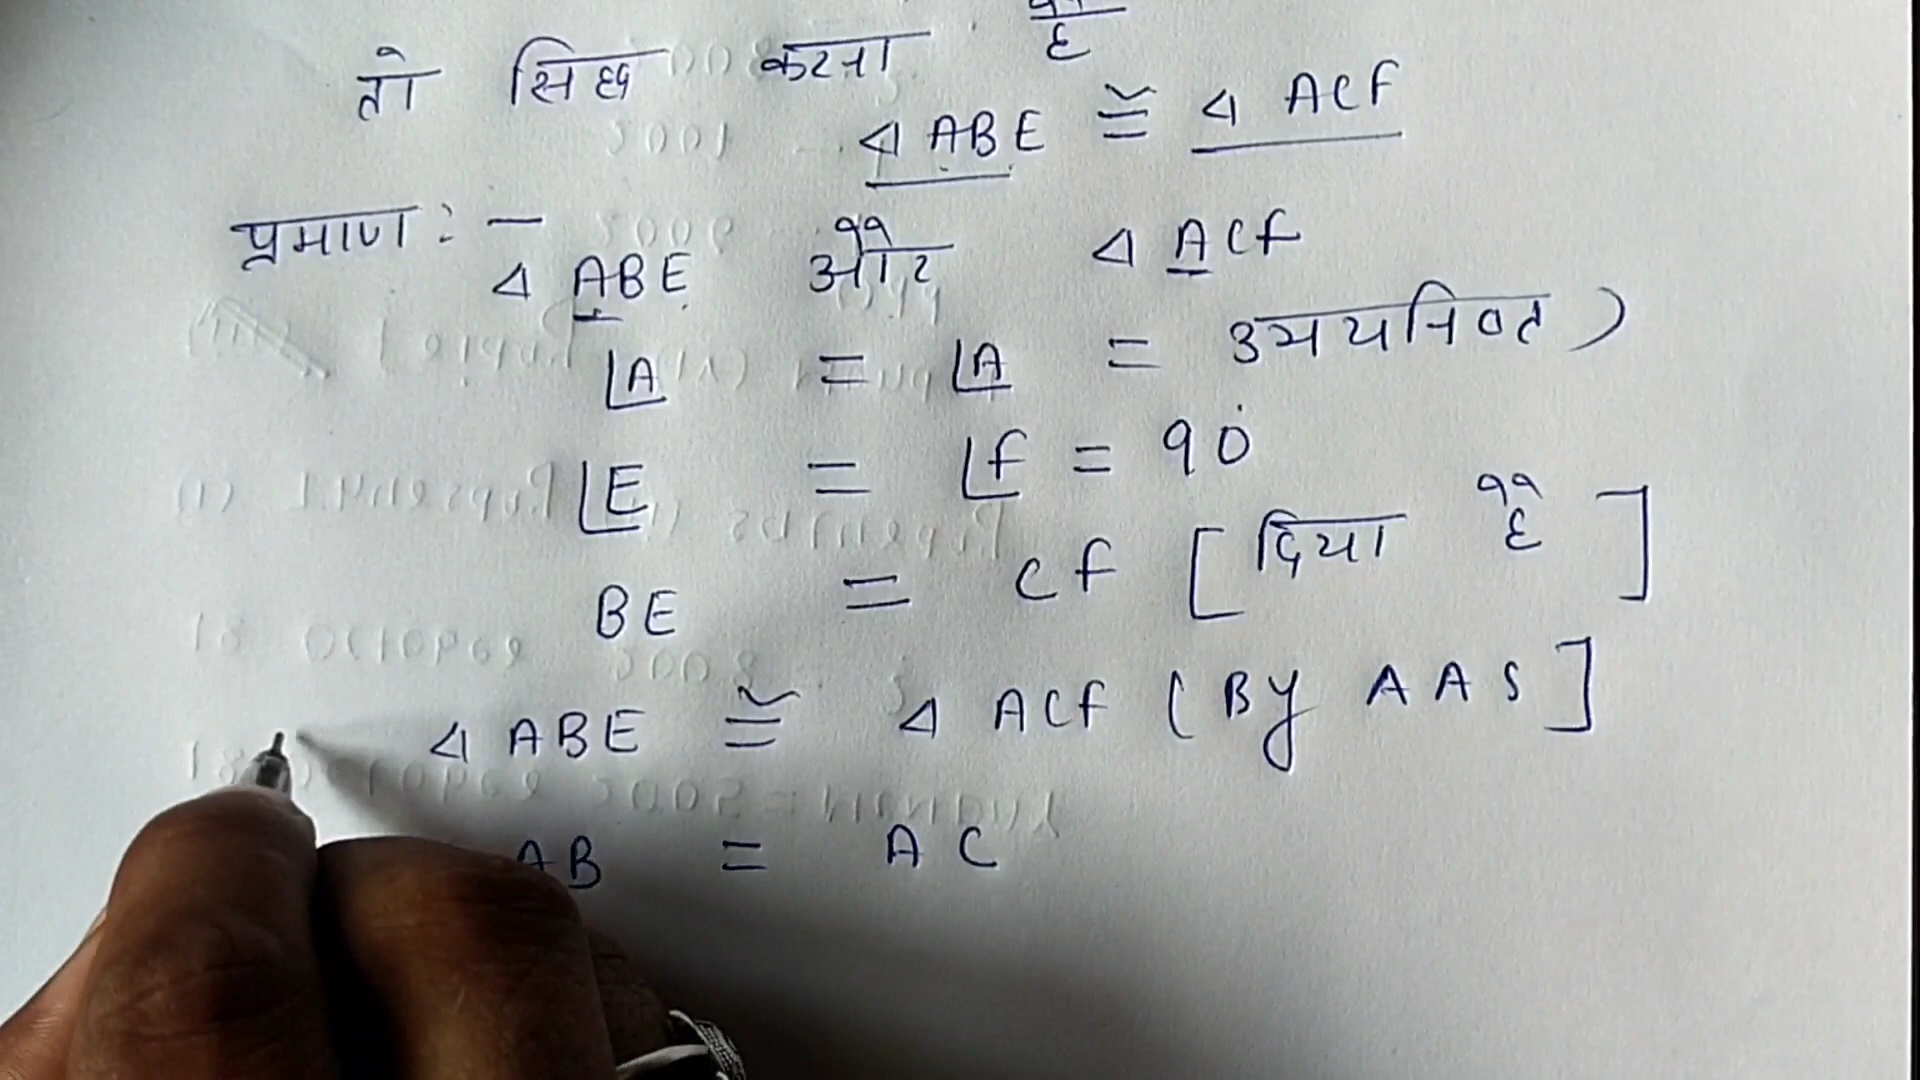 तो सिद्ध करना है
△ ABE ≅ △ ACF
प्रमाण : -
△ ABE और △ ACF
∠A = ∠A = उभयनिष्ठ )
∠E = ∠F = 90°
BE = CF [ दिया है ]
△ ABE ≅ △ ACF ( By AAS ]
AB = AC